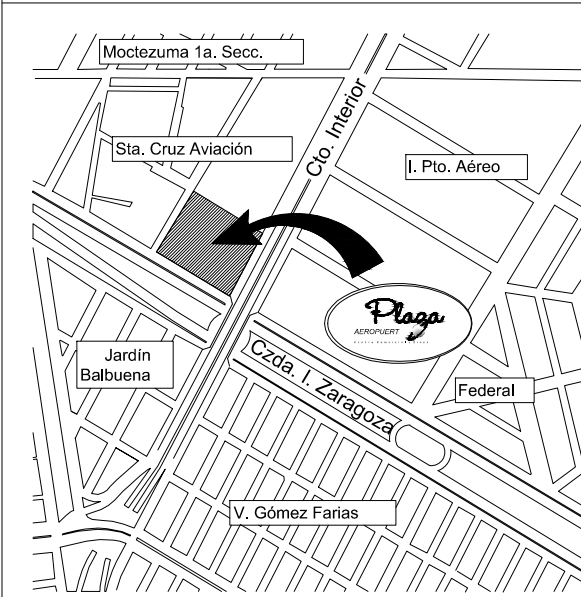 Moctezuma 1a. Secc.
Cto. Interior
Sta. Cruz Aviación
I. Pto. Aéreo
Plaza
AEROPUERT
Jardín
Balbuena
Czda. I. Zaragoza
Federal
V. Gómez Farias